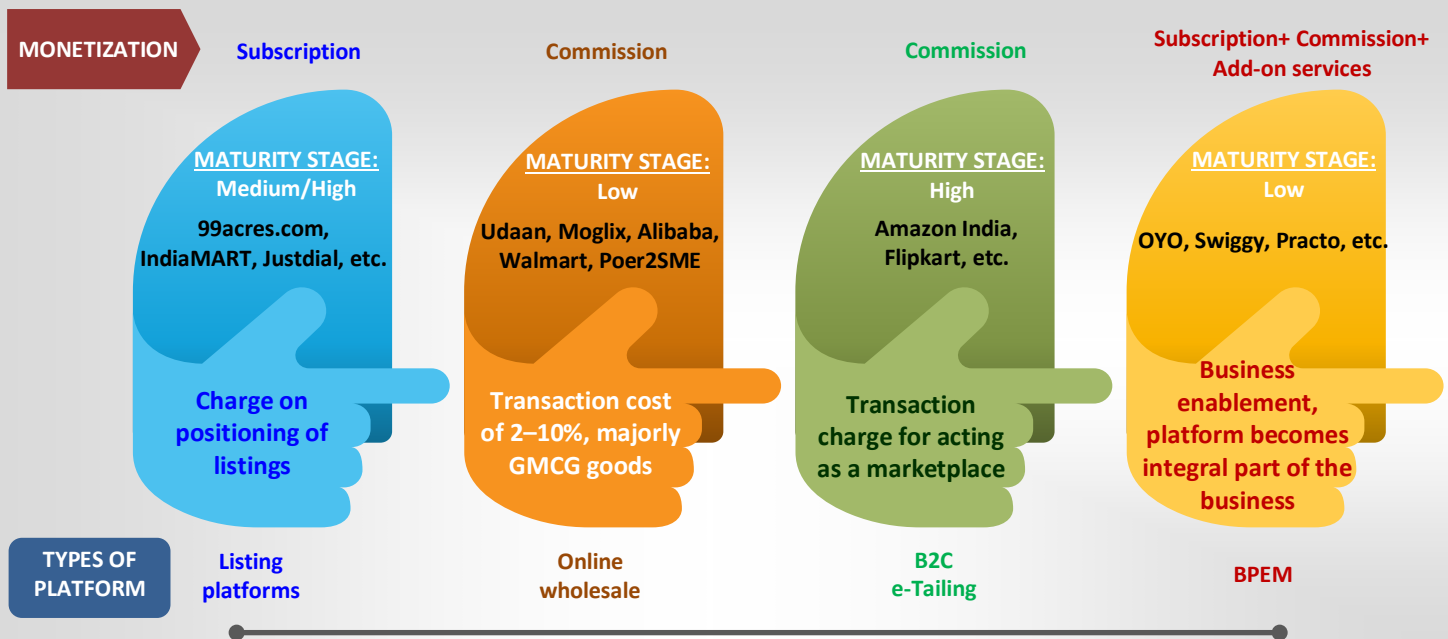 MONETIZATION
Subscription
Commission
Commission
Subscription+ Commission+
Add-on services
MATURITY STAGE:
Medium/High
99acres.com,
IndiaMART, Justdial, etc.
Charge on
positioning of
listings
MATURITY STAGE:
Low
Udaan, Moglix, Alibaba,
Walmart, Poer2SME
Transaction cost
of 2–10%, majorly
GMCG goods
MATURITY STAGE:
High
Amazon India,
Flipkart, etc.
Transaction
charge for acting
as a marketplace
MATURITY STAGE:
Low
OYO, Swiggy, Practo, etc.
Business
enablement,
platform becomes
integral part of the
business
TYPES OF
PLATFORM
Listing
platforms
Online
wholesale
B2C
e-Tailing
BPEM